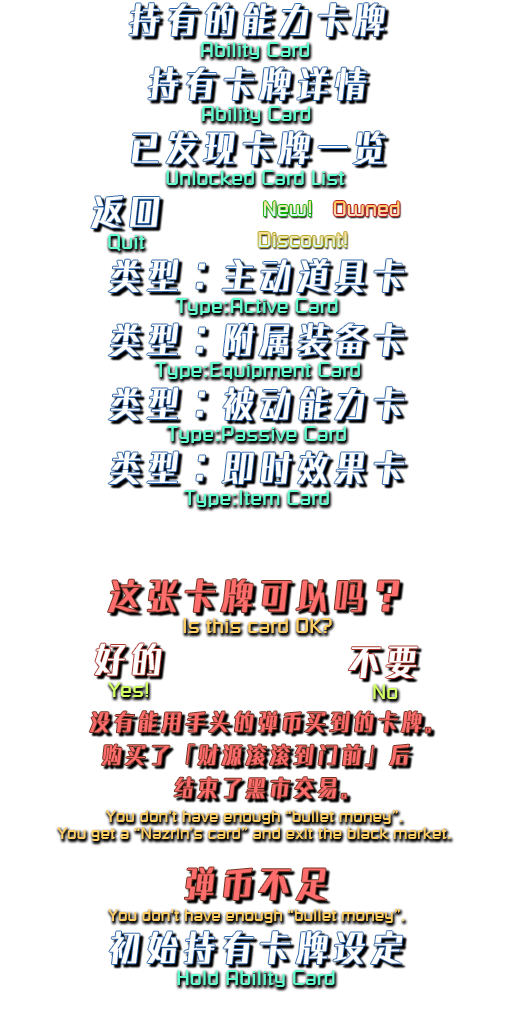 持有的能力卡牌
Ability Card
持有卡牌详情
Ability Card
已发现卡牌一览
Unlocked Card List
返回
Quit
New!
Owned
Discount!
类型：主动道具卡
Type:Active Card
类型：附属装备卡
Type:Equipment Card
类型：被动能力卡
Type:Passive Card
类型：即时效果卡
Type:Item Card
这张卡牌可以吗？
Is this card OK?
好的
Yes!
不要
No
没有能用手头的弹币买到的卡牌。
购买了「财源滚滚到门前」后
结束了黑市交易。
You don't have enough "bullet money".
You get a "Nazrin's card" and exit the black market.
弹币不足
You don't have enough "bullet money".
初始持有卡牌设定
Hold Ability Card